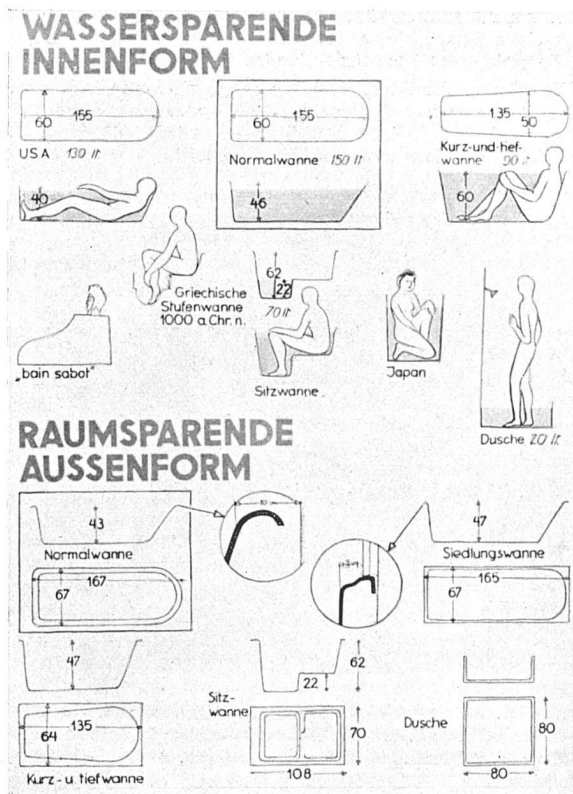 WASSERSPARENDE
INNENFORM
155
60
USA 130 lt
155
60
Normalwanne 150 lt
135
50
Kurz-und-tief-
wanne 90 lt
40
46
60
Griechische
Stufenwanne
1000 a.Chr.n.
62
22
70 lt
„bain sabot"
Sitzwanne.
Japan
Dusche 20 lt
RAUMSPARENDE
AUSSENFORM
43
Normalwanne
167
67
10
47
Siedlungswanne
165
67
47
135
64
Kurz- u. tiefwanne
62
22
Sitz-
wanne
70
108
Dusche
80
80